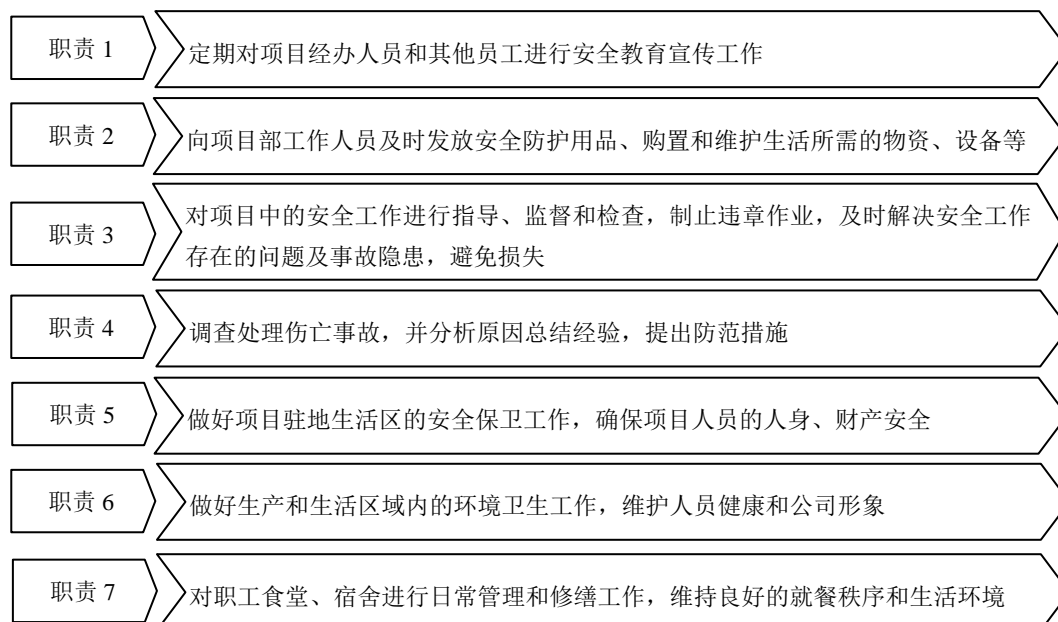 职责 1
定期对项目经办人员和其他员工进行安全教育宣传工作
职责 2
向项目部工作人员及时发放安全防护用品、购置和维护生活所需的物资、设备等
职责 3
对项目中的安全工作进行指导、监督和检查，制止违章作业，及时解决安全工作
存在的问题及事故隐患，避免损失
职责 4
调查处理伤亡事故，并分析原因总结经验，提出防范措施
职责 5
做好项目驻地生活区的安全保卫工作，确保项目人员的人身、财产安全
职责 6
做好生产和生活区域内的环境卫生工作，维护人员健康和公司形象
职责 7
对职工食堂、宿舍进行日常管理和修缮工作，维持良好的就餐秩序和生活环境